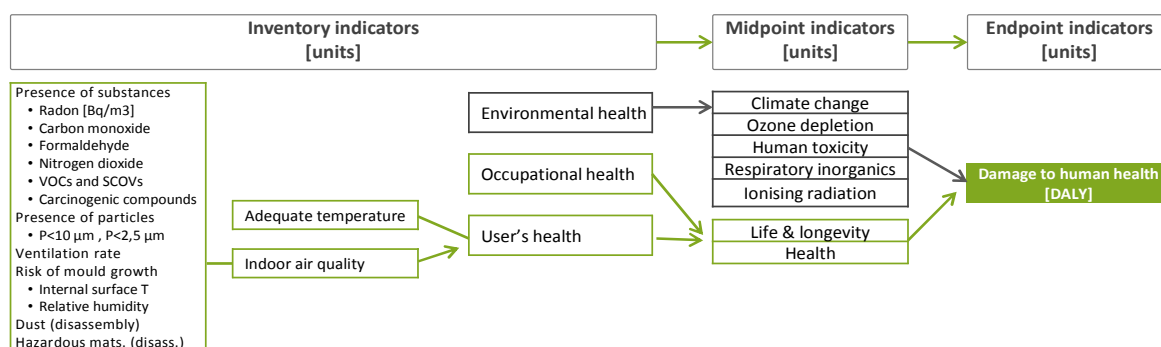 Inventory indicators
[units]
Midpoint indicators
[units]
Endpoint indicators
[units]
Presence of substances
• Radon [Bq/m3]
• Carbon monoxide
• Formaldehyde
• Nitrogen dioxide
• VOCs and SCOVs
• Carcinogenic compounds
Presence of particles
• P<10 µm , P<2,5 µm
Ventilation rate
Risk of mould growth
• Internal surface T
• Relative humidity
Dust (disassembly)
Hazardous mats. (disass.)
Adequate temperature
Indoor air quality
Environmental health
Occupational health
User's health
Climate change
Ozone depletion
Human toxicity
Respiratory inorganics
Ionising radiation
Life & longevity
Health
Damage to human health
[DALY]